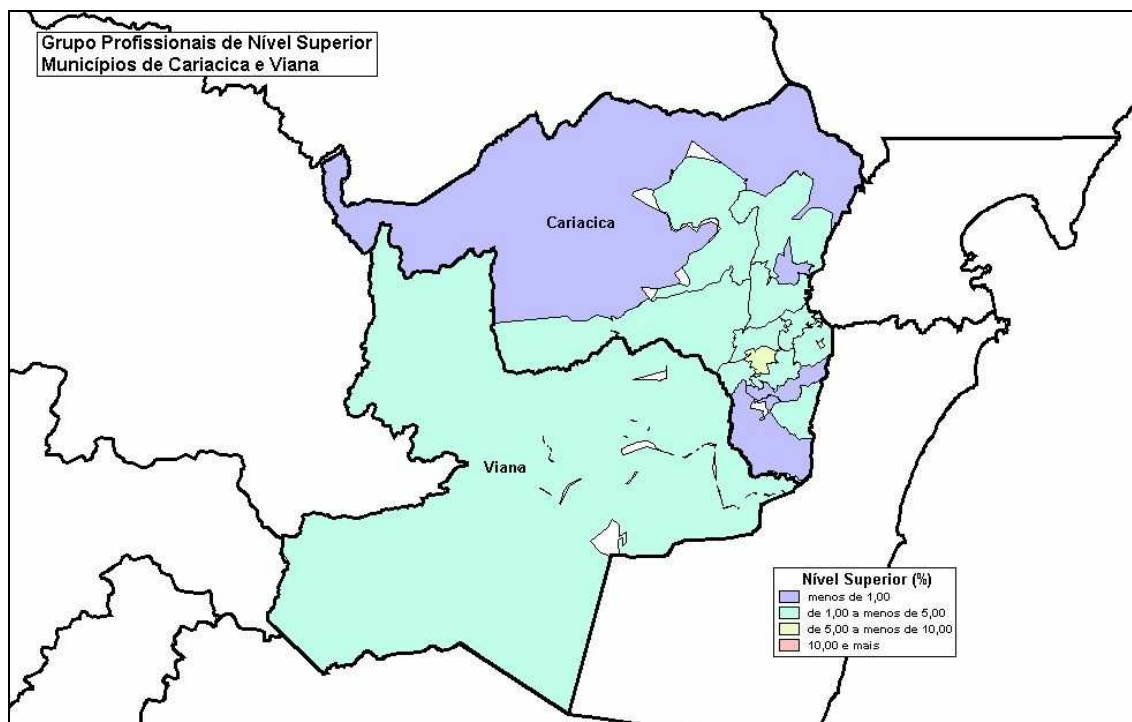 Grupo Profissionais de Nível Superior
Municípios de Cariacica e Viana
Cariacica
Viana
Nível Superior (%)
menos de 1,00
de 1,00 a menos de 5,00
de 5,00 a menos de 10,00
10,00 e mais